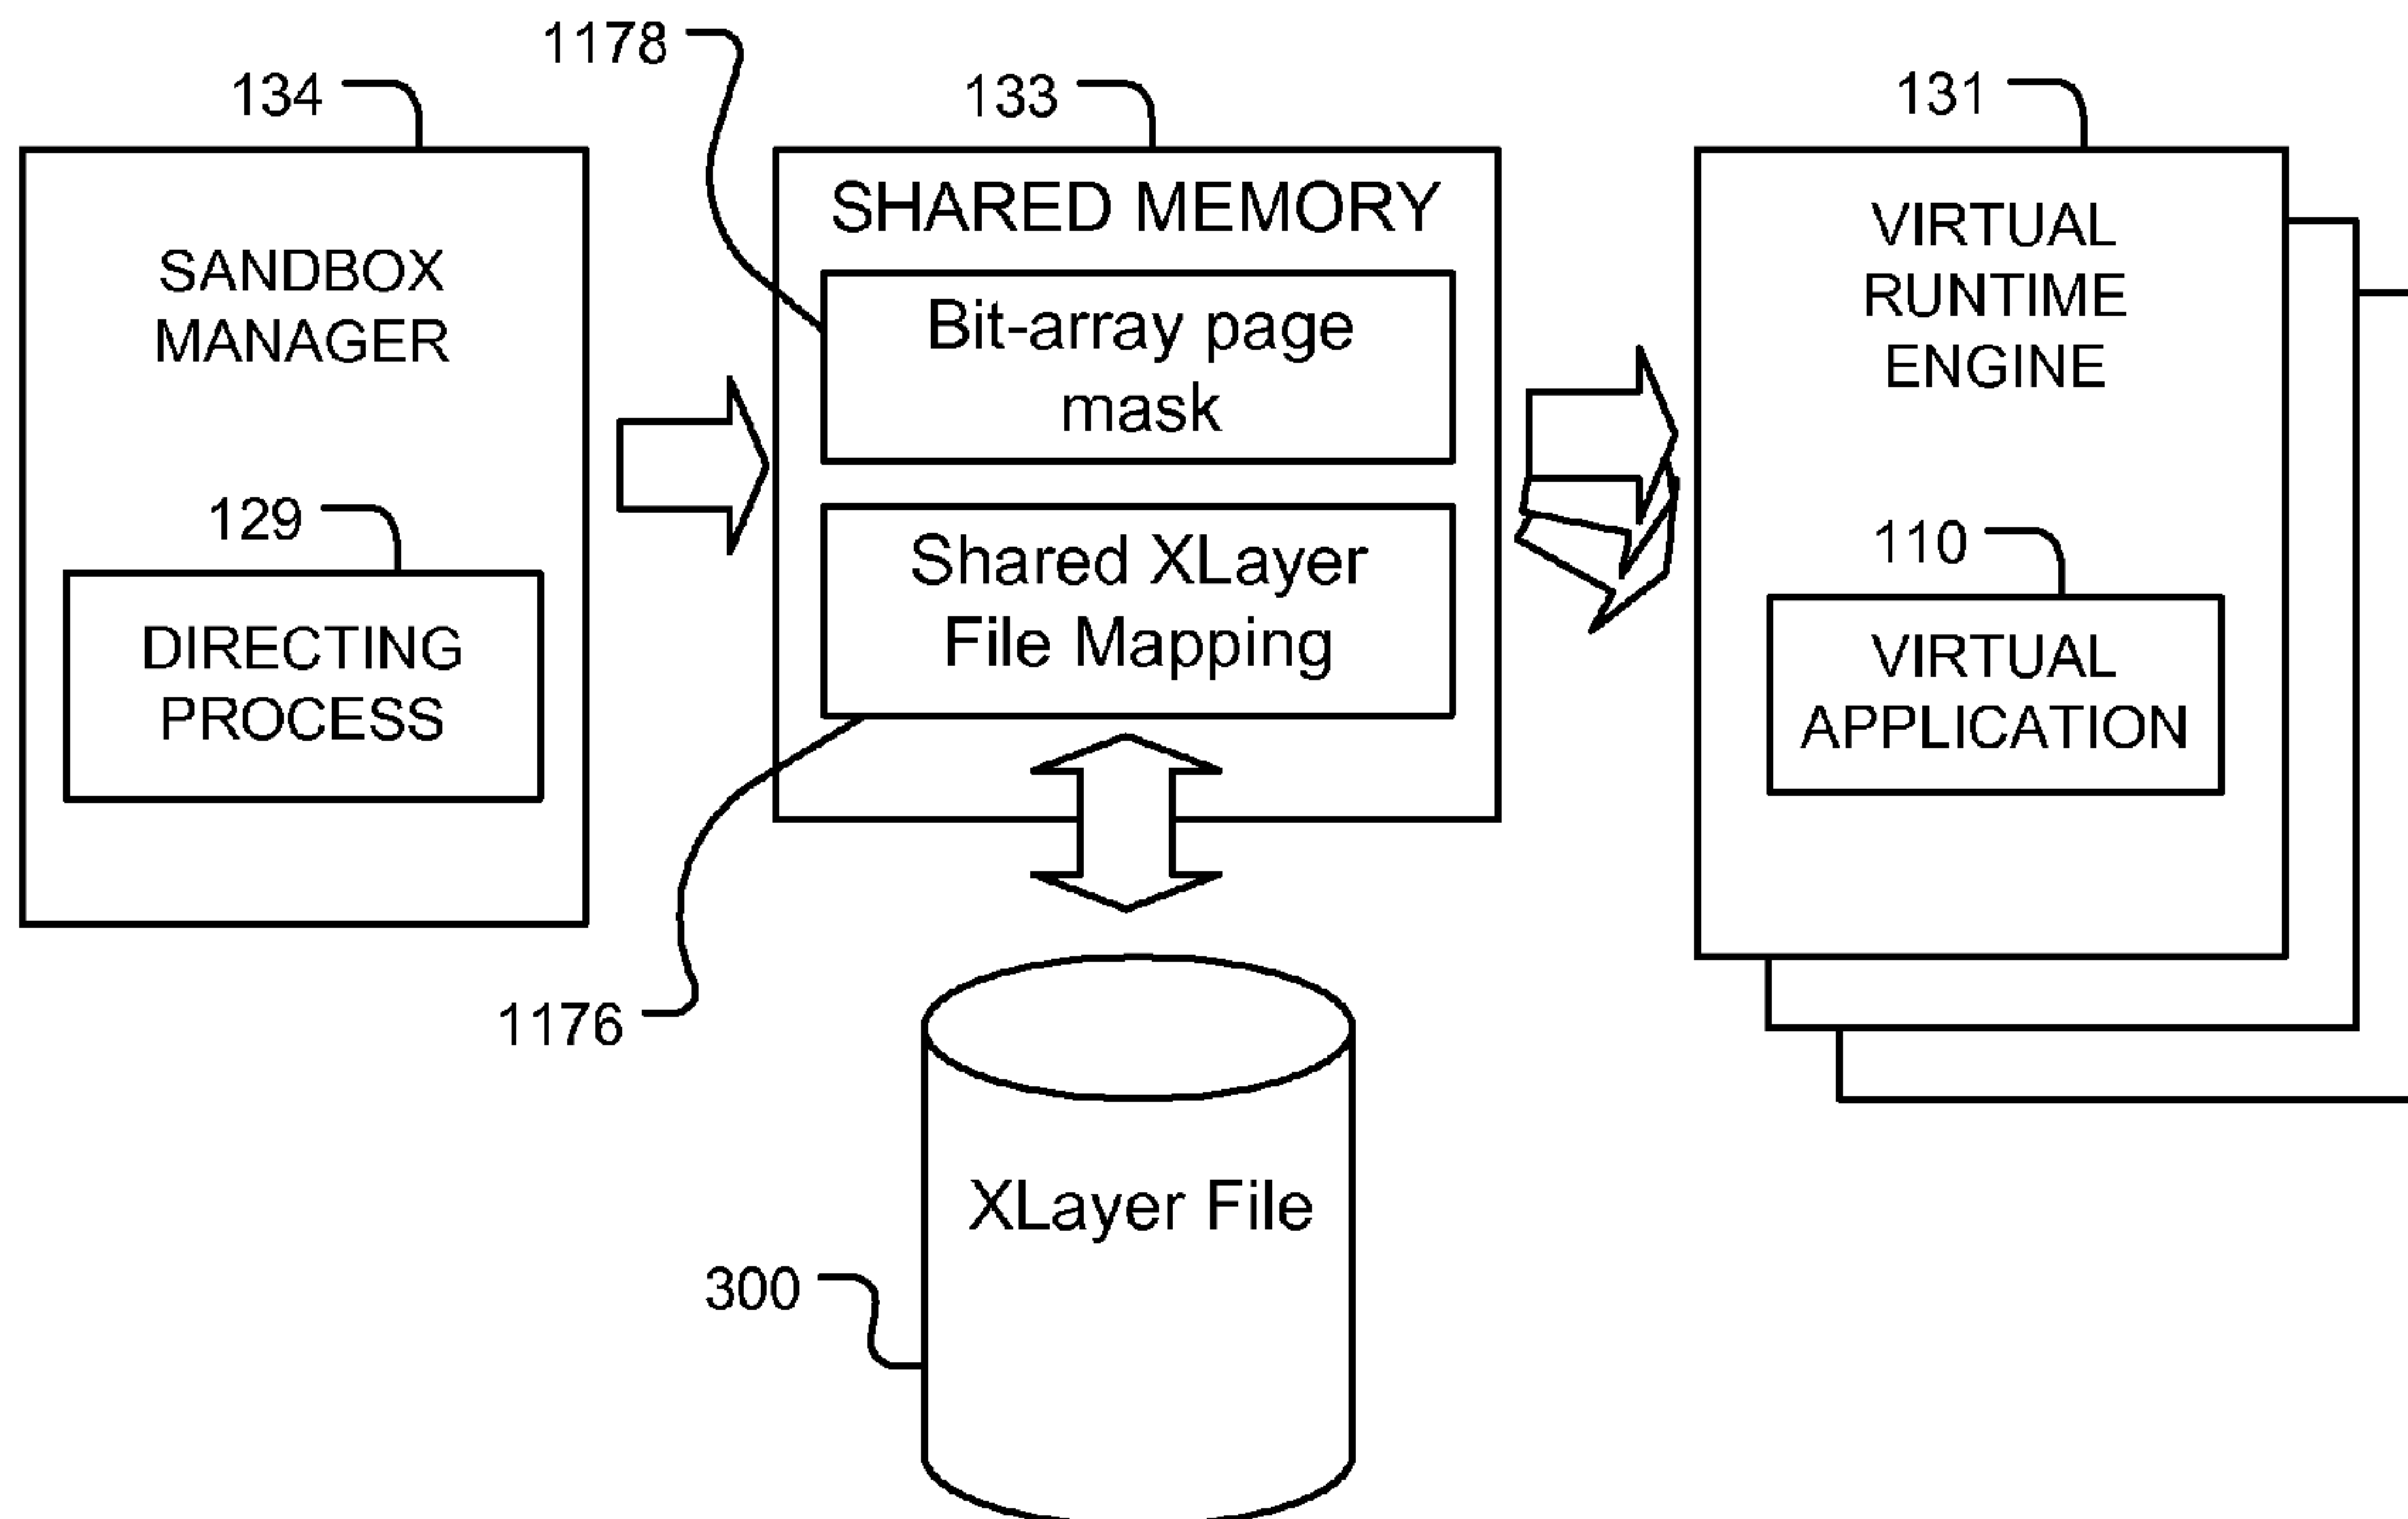 1178
134
133
131
SHARED MEMORY
SANDBOX
MANAGER
Bit-array page
mask
VIRTUAL
RUNTIME
ENGINE
129
DIRECTING
PROCESS
Shared XLayer
File Mapping
110
VIRTUAL
APPLICATION
1176
XLayer File
300